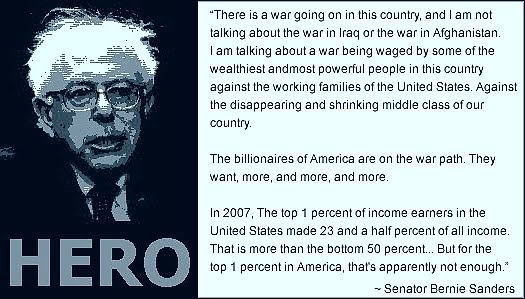 “There is a war going on in this country, and I am not
talking about the war in Iraq or the war in Afghanistan.
I am talking about a war being waged by some of the
wealthiest andmost powerful people in this country
against the working families of the United States. Against
the disappearing and shrinking middle class of our
country.
The billionaires of America are on the war path. They
want, more, and more, and more.
In 2007, The top 1 percent of income earners in the
United States made 23 and a half percent of all income.
That is more than the bottom 50 percent... But for the
top 1 percent in America, that's apparently not enough.”
~ Senator Bernie Sanders
HERO